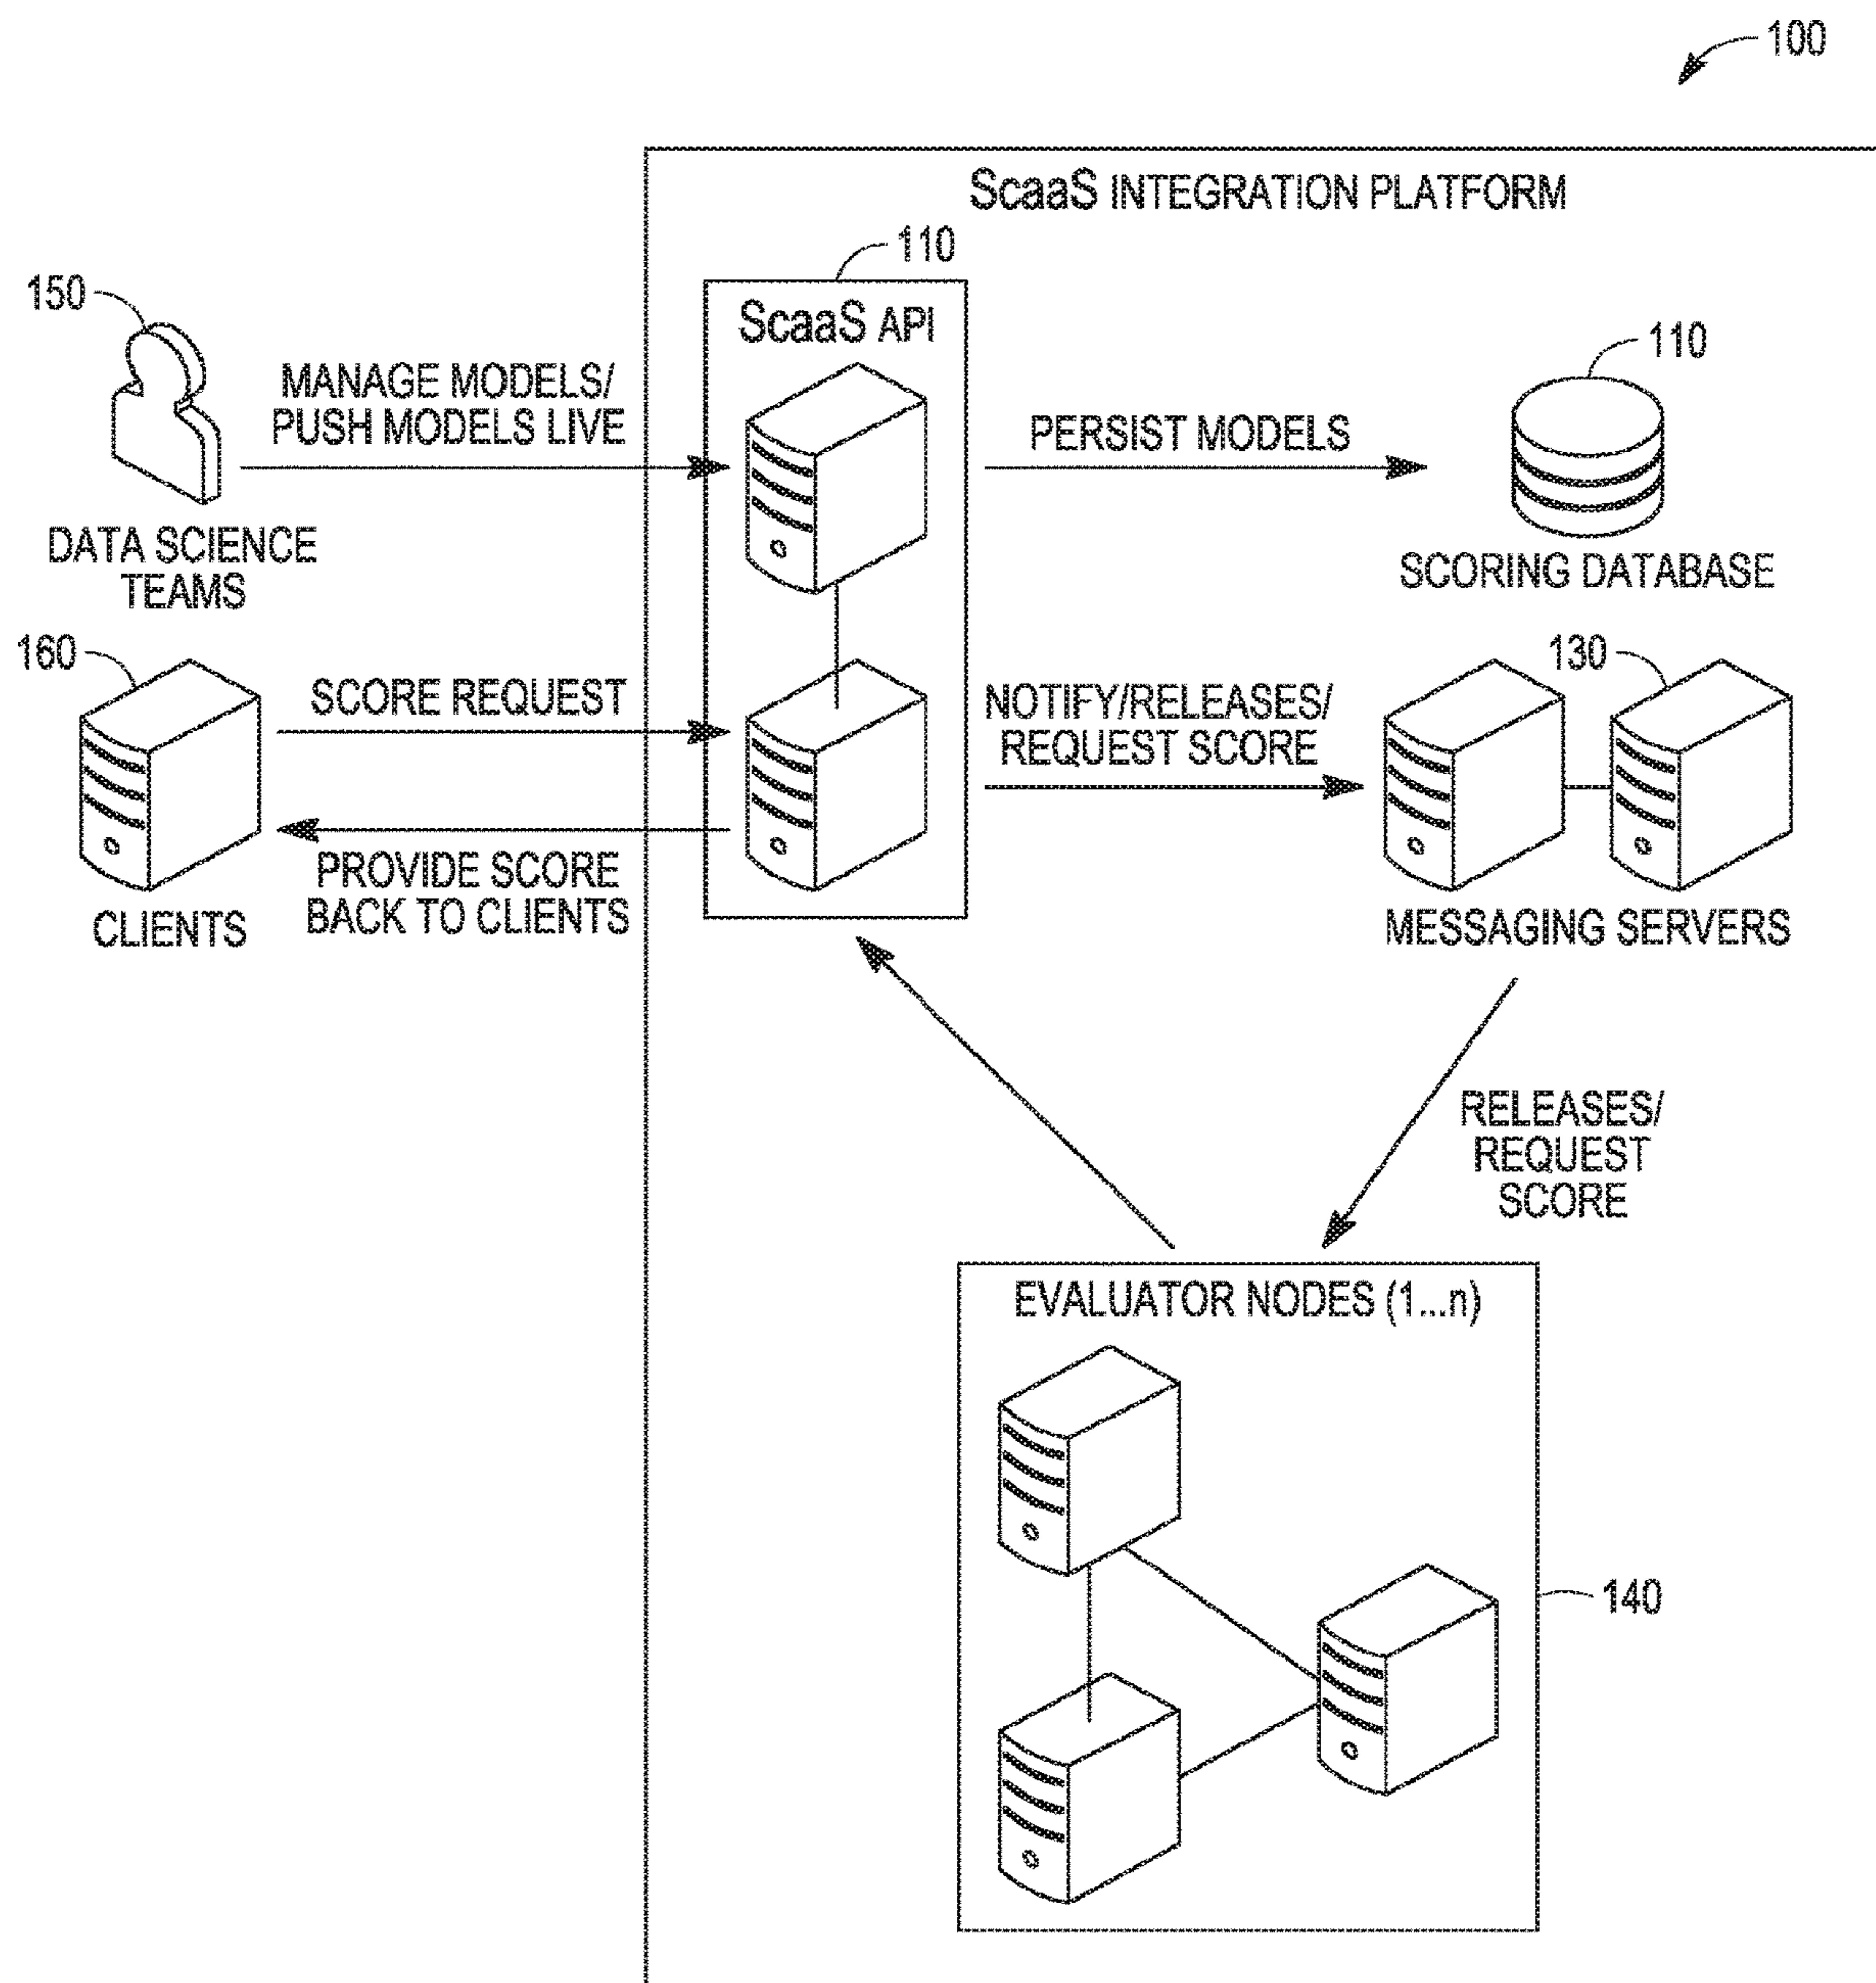 100
ScaaS INTEGRATION PLATFORM
110
ScaaS API
150
DATA SCIENCE
TEAMS
MANAGE MODELS/
PUSH MODELS LIVE
PERSIST MODELS
110
SCORING DATABASE
160
CLIENTS
SCORE REQUEST
PROVIDE SCORE
BACK TO CLIENTS
NOTIFY/RELEASES/
REQUEST SCORE
130
MESSAGING SERVERS
RELEASES/
REQUEST
SCORE
EVALUATOR NODES (1...n)
140